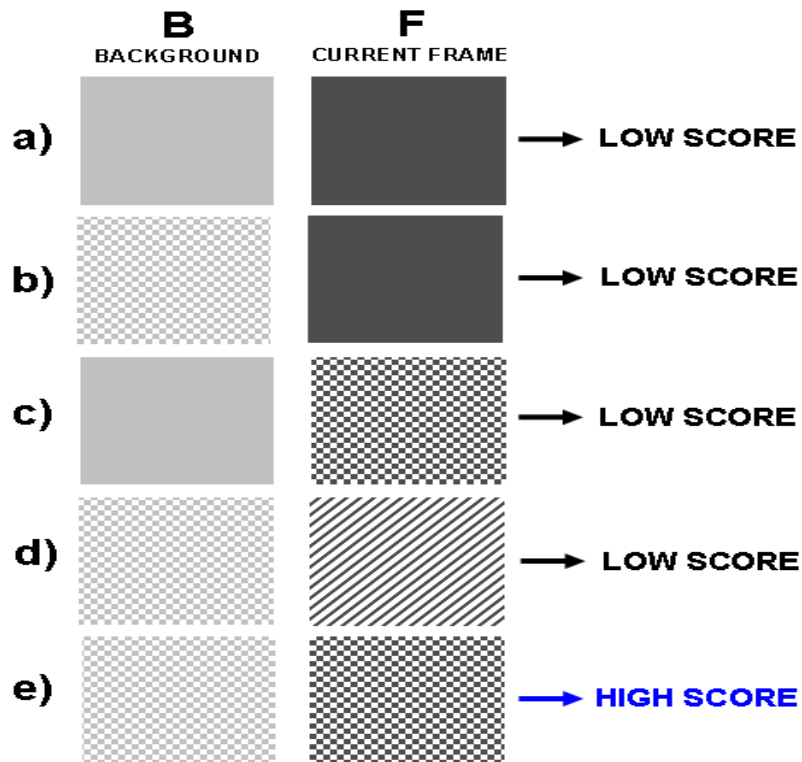 B F
BACKGROUND CURRENT FRAME
a) LOW SCORE
b) LOW SCORE
c) LOW SCORE
d) LOW SCORE
e) HIGH SCORE